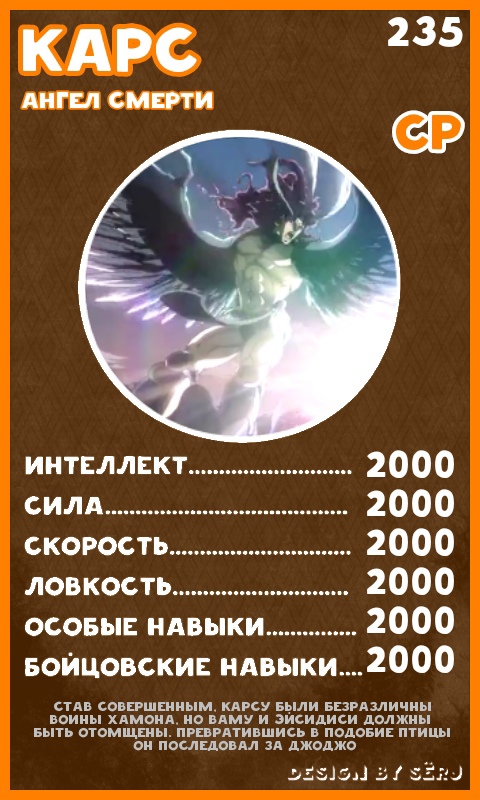 КАРС
235
АНГЕЛ СМЕРТИ
СР
ИНТЕЛЛЕКТ............................ 2000
СИЛА.......................................... 2000
СКОРОСТЬ............................... 2000
ЛОВКОСТЬ.............................. 2000
ОСОБЫЕ НАВЫКИ............... 2000
БОЙЦОВСКИЕ НАВЫКИ.... 2000
СТАВ СОВЕРШЕННЫМ, КАРСУ БЫЛИ БЕЗРАЗЛИЧНЫ
ВОИНЫ ХАМОНА, НО ВАМУ И ЭЙСИДИСИ ДОЛЖНЫ
БЫТЬ ОТОМЩЕНЫ. ПРЕВРАТИВШИСЬ В ПОДОБИЕ ПТИЦЫ
ОН ПОСЛЕДОВАЛ ЗА ДЖОДЖО
DESIGN BY SЁRJ